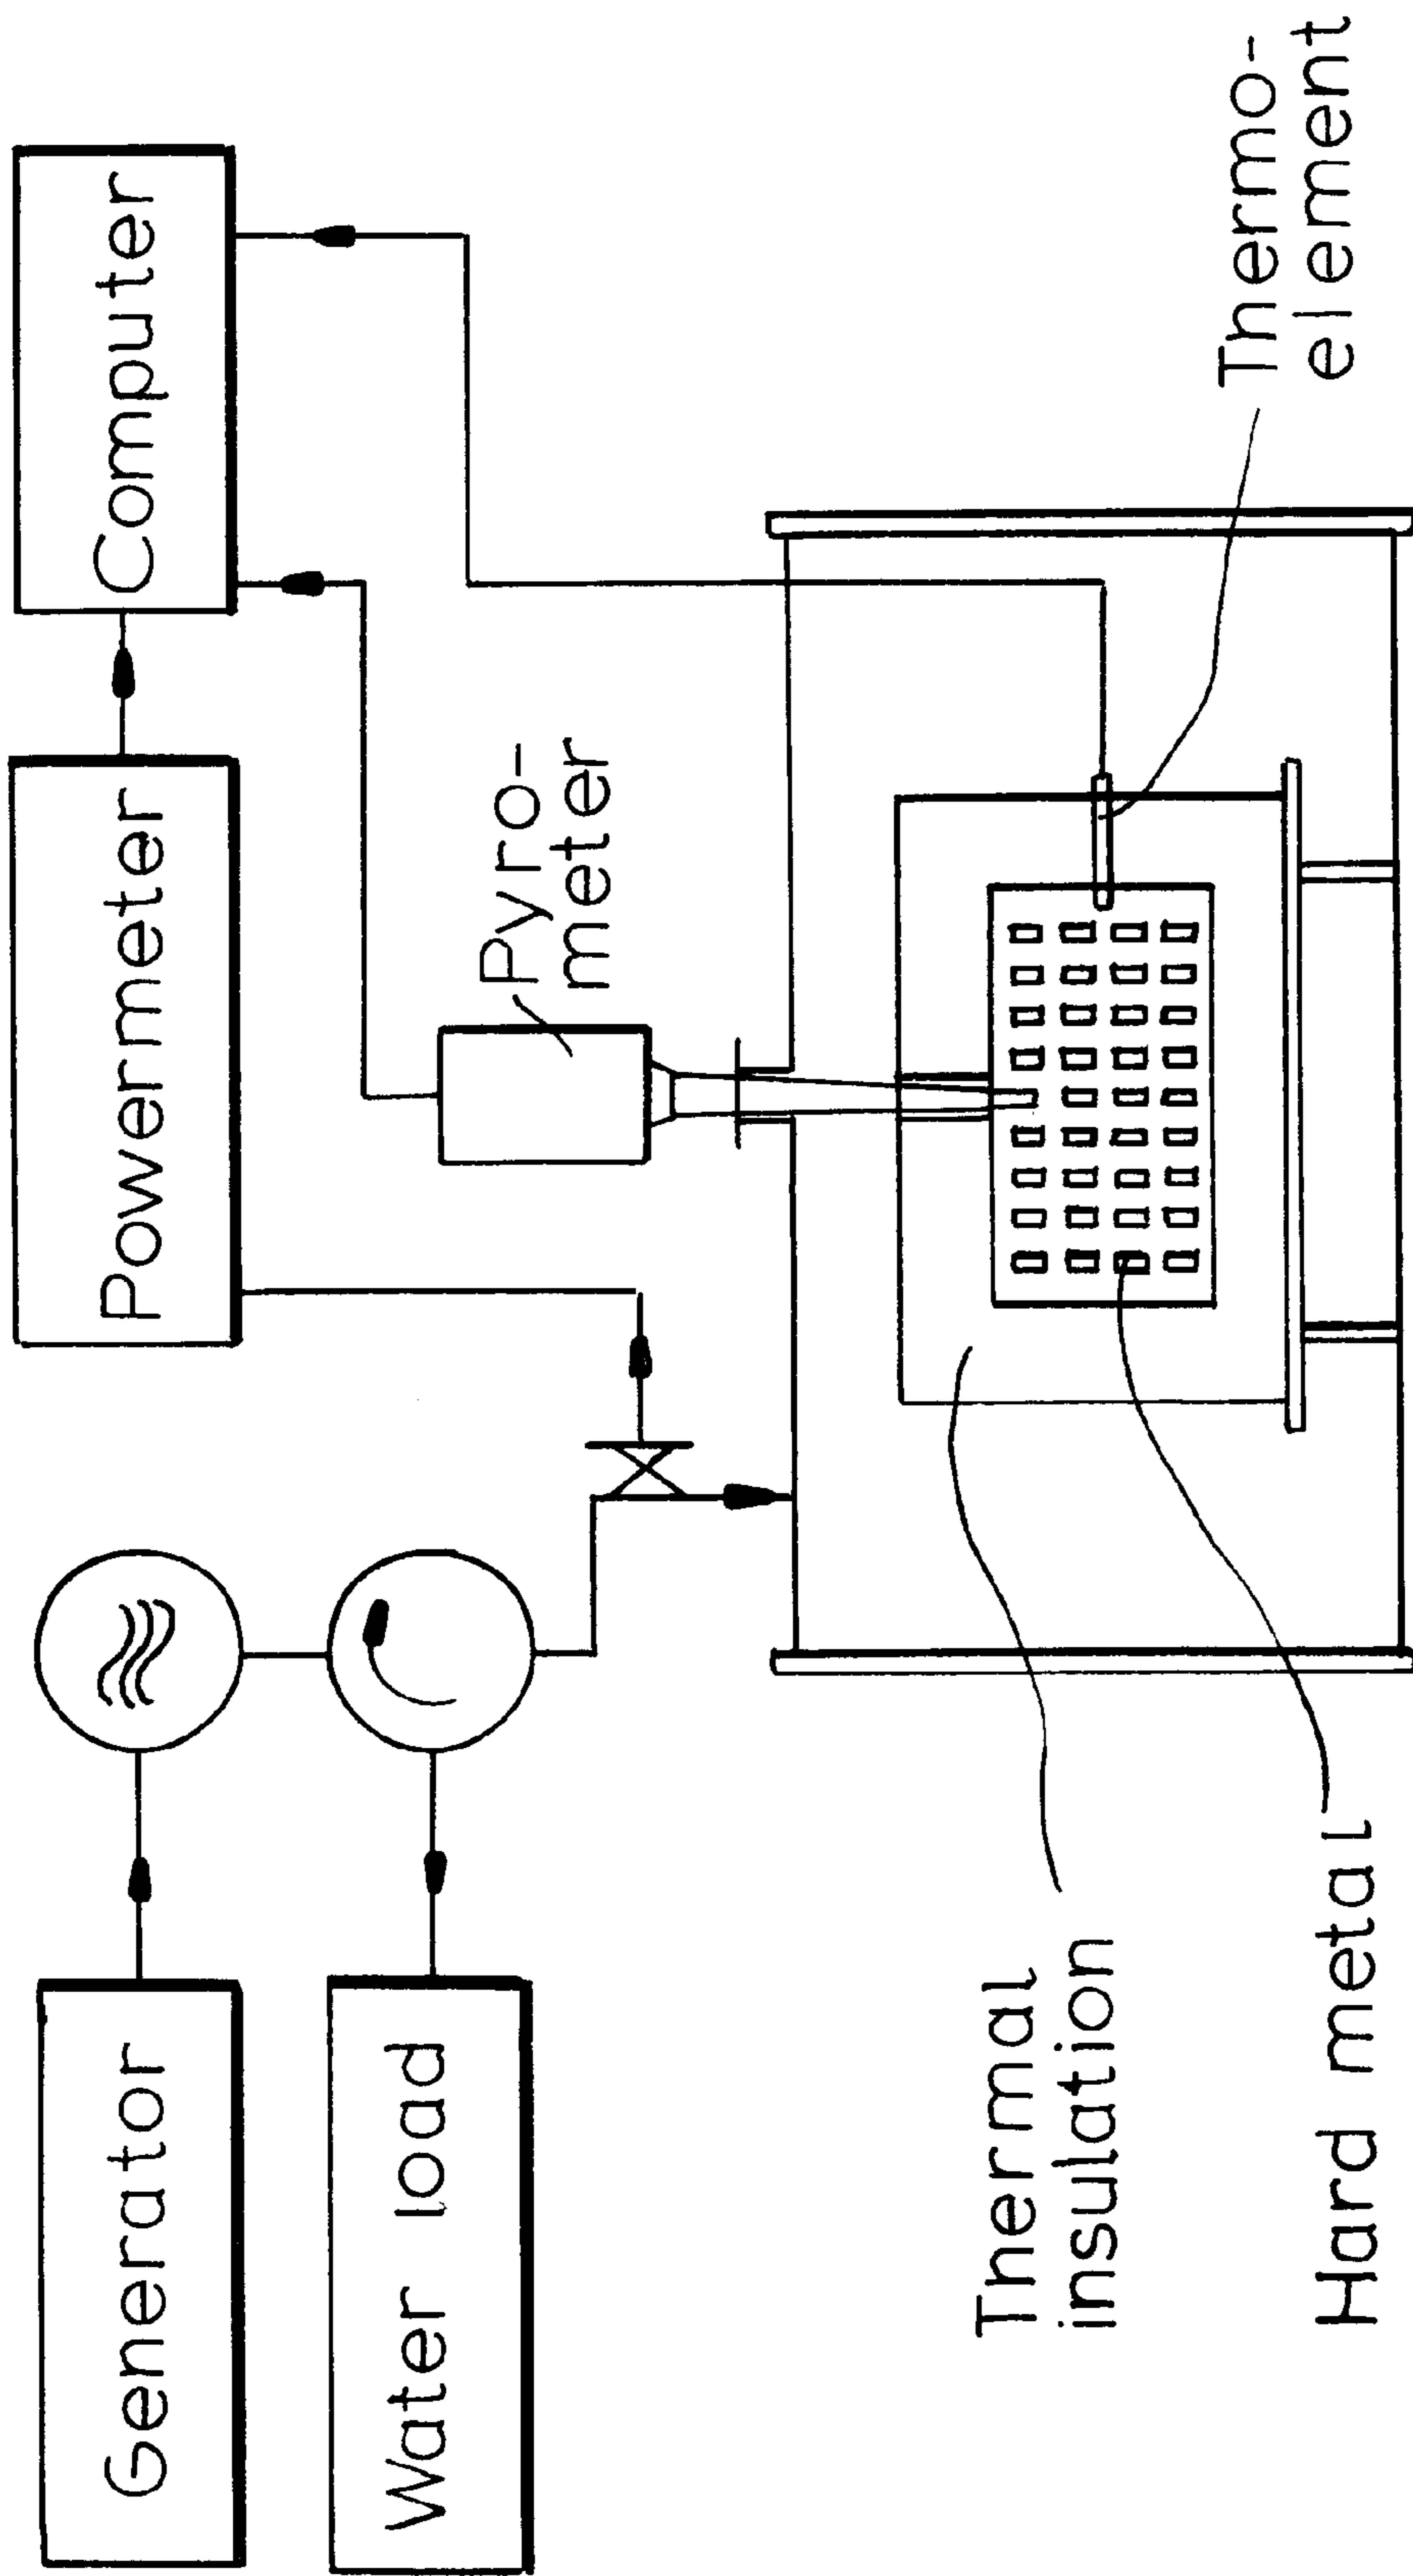 Generator
Powermeter
Computer
Water load
Pyro-
meter
Thermal
insulation
Hard metal
Thermo-
element